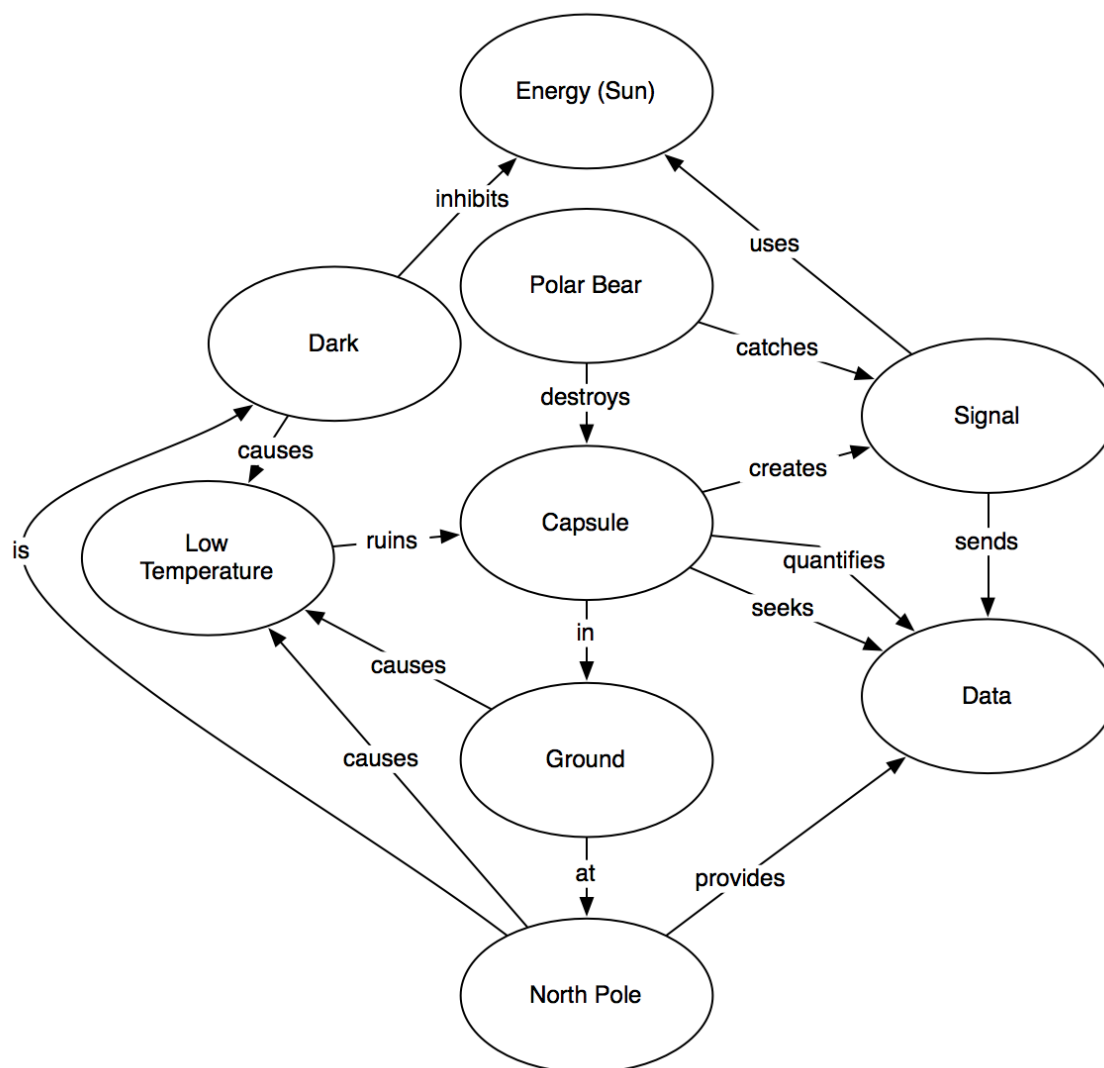 Energy (Sun)
inhibits
uses
Polar Bear
Dark
catches
destroys
Signal
causes
creates
Capsule
ruins
is
Low
Temperature
quantifies
sends
seeks
in
causes
Data
causes
Ground
at
provides
North Pole